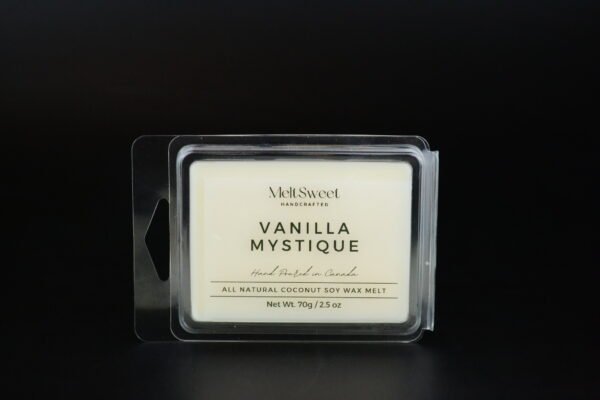 MeltSweet
HANDCRAFTED
VANILLA
MYSTIQUE
Hand Poured in Canada
ALL NATURAL COCONUT SOY WAX MELT
Net Wt. 70g / 2.5 oz